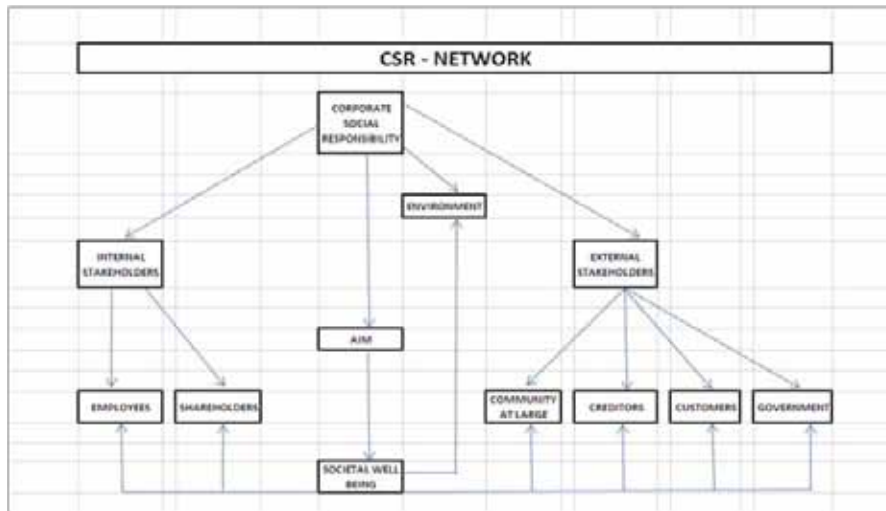 CSR - NETWORK
CORPORATE
SOCIAL
RESPONSIBILITY
ENVIRONMENT
INTERNAL
STAKEHOLDERS
EXTERNAL
STAKEHOLDERS
AIM
EMPLOYEES
SHAREHOLDERS
COMMUNITY
AT LARGE
CREDITORS
CUSTOMERS
GOVERNMENT
SOCIETAL WELL
BEING